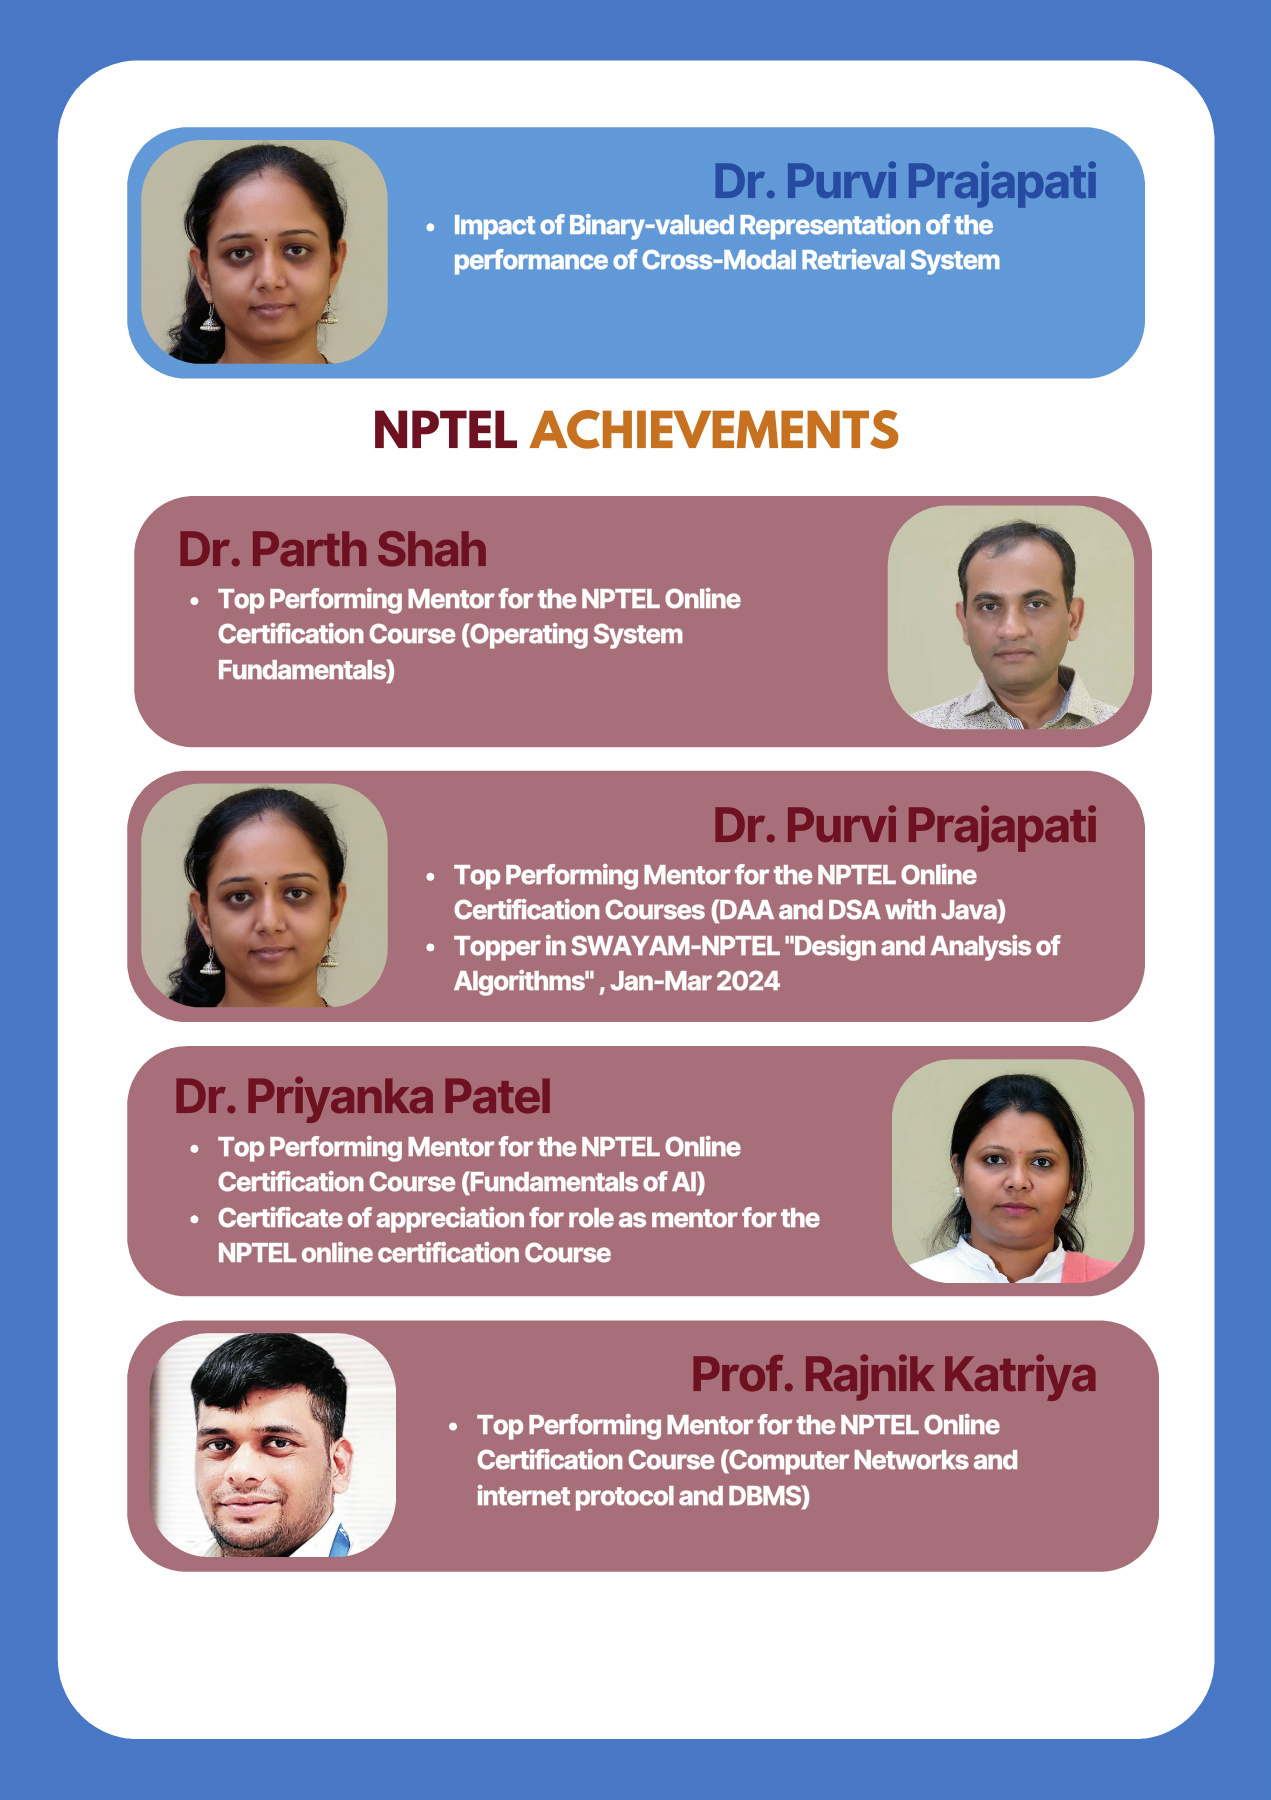 Dr. Purvi Prajapati
• Impact of Binary-valued Representation of the
performance of Cross-Modal Retrieval System
NPTEL ACHIEVEMENTS
Dr. Parth Shah
• Top Performing Mentor for the NPTEL Online
Certification Course (Operating System
Fundamentals)
Dr. Purvi Prajapati
• Top Performing Mentor for the NPTEL Online
Certification Courses (DAA and DSA with Java)
• Topper in SWAYAM-NPTEL "Design and Analysis of
Algorithms" , Jan-Mar 2024
Dr. Priyanka Patel
• Top Performing Mentor for the NPTEL Online
Certification Course (Fundamentals of AI)
• Certificate of appreciation for role as mentor for the
NPTEL online certification Course
Prof. Rajnik Katriya
• Top Performing Mentor for the NPTEL Online
Certification Course (Computer Networks and
internet protocol and DBMS)